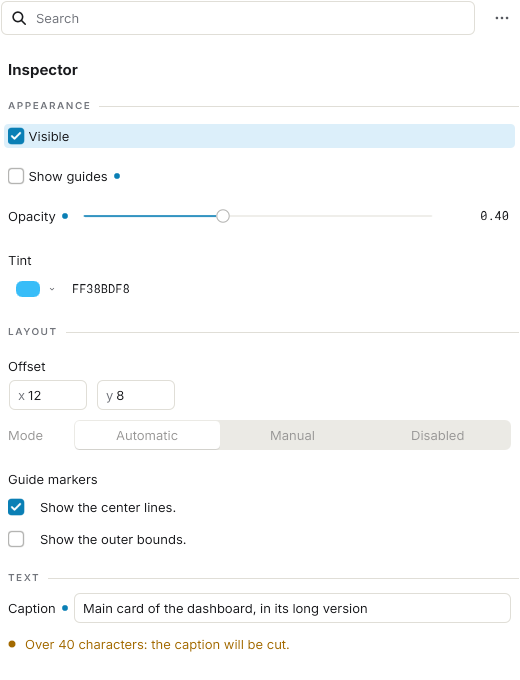 Search
Inspector
APPEARANCE
Visible
Show guides
Opacity 0.40
Tint
FF38BDF8
LAYOUT
Offset
x 12 y 8
Mode Automatic Manual Disabled
Guide markers
Show the center lines.
Show the outer bounds.
TEXT
Caption Main card of the dashboard, in its long version
Over 40 characters: the caption will be cut.